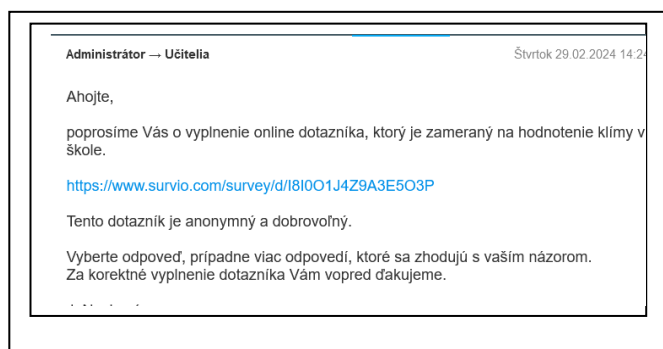 Administrátor → Učitelia
Štvrtok 29.02.2024 14:24
Ahojte,
poprosíme Vás o vyplnenie online dotazníka, ktorý je zameraný na hodnotenie klímy v
škole.
https://www.survio.com/survey/d/I8I0O1J4Z9A3E5O3P
Tento dotazník je anonymný a dobrovoľný.
Vyberte odpoveď, prípadne viac odpovedí, ktoré sa zhodujú s vaším názorom.
Za korektné vyplnenie dotazníka Vám vopred ďakujeme.